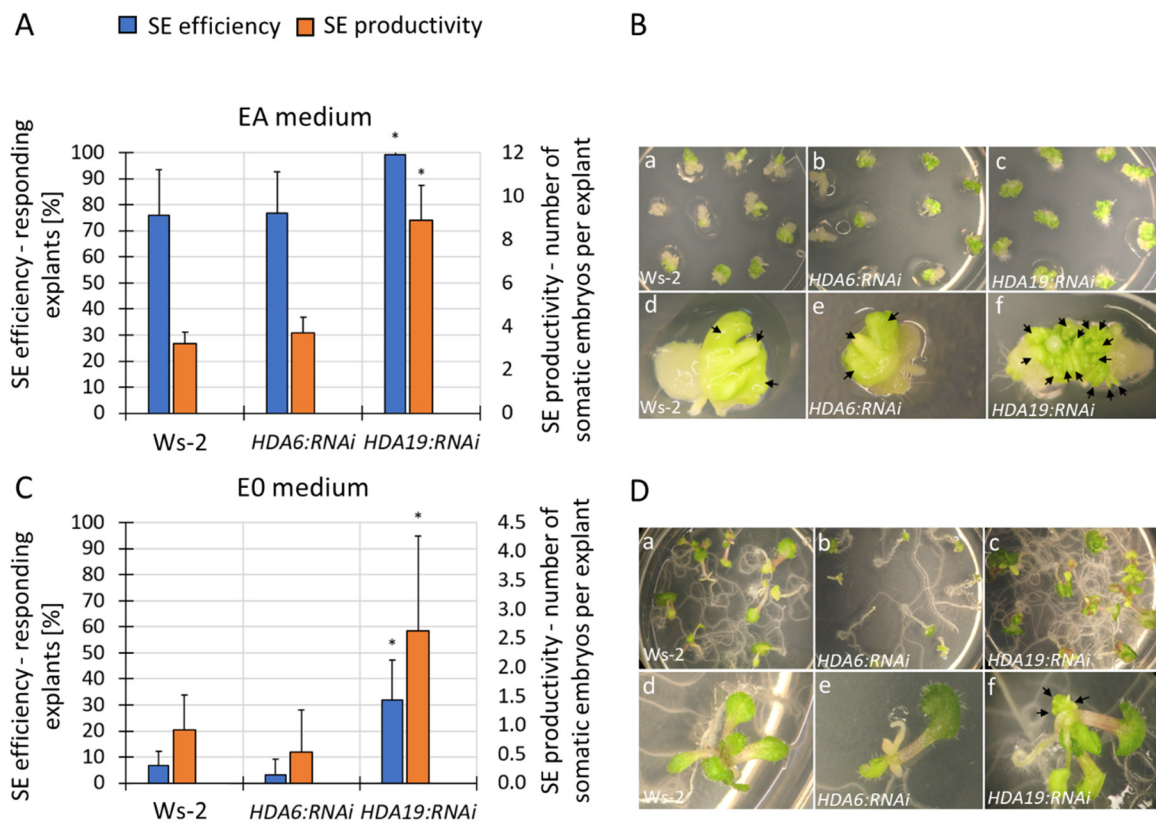 A
SE efficiency SE productivity
EA medium
SE efficiency - responding
explants [%]
100
90
80
70
60
50
40
30
20
10
0
12
10
8
6
4
2
0
SE productivity - number of
somatic embryos per explant
* *
Ws-2 HDA6:RNAi HDA19:RNAi
B
a b c
Ws-2 HDA6:RNAi HDA19:RNAi
d e f
Ws-2 HDA6:RNAi HDA19:RNAi
C
E0 medium
SE efficiency - responding
explants [%]
100
90
80
70
60
50
40
30
20
10
0
4.5
4.0
3.5
3.0
2.5
2.0
1.5
1.0
0.5
0.0
SE productivity - number of
somatic embryos per explant
* *
Ws-2 HDA6:RNAi HDA19:RNAi
D
a b c
Ws-2 HDA6:RNAi HDA19:RNAi
d e f
Ws-2 HDA6:RNAi HDA19:RNAi